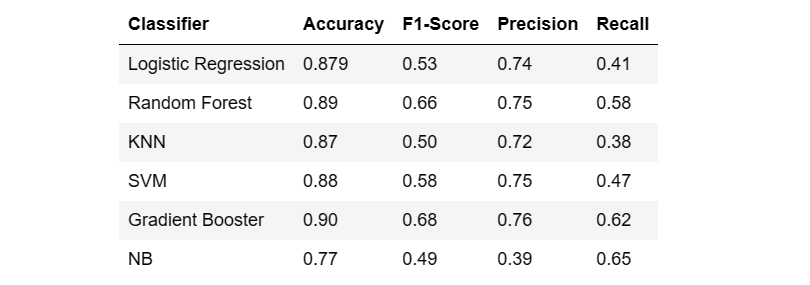 Classifier Accuracy F1-Score Precision Recall
Logistic Regression 0.879 0.53 0.74 0.41
Random Forest 0.89 0.66 0.75 0.58
KNN 0.87 0.50 0.72 0.38
SVM 0.88 0.58 0.75 0.47
Gradient Booster 0.90 0.68 0.76 0.62
NB 0.77 0.49 0.39 0.65